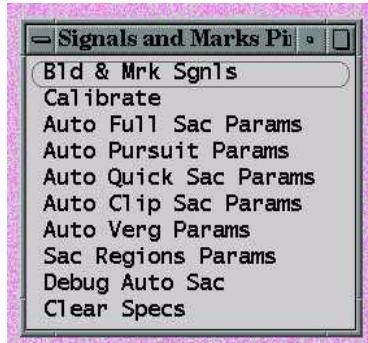 Signals and Marks Pi
Bld & Mrk Sgnls
Calibrate
Auto Full Sac Params
Auto Pursuit Params
Auto Quick Sac Params
Auto Clip Sac Params
Auto Verg Params
Sac Regions Params
Debug Auto Sac
Clear Specs